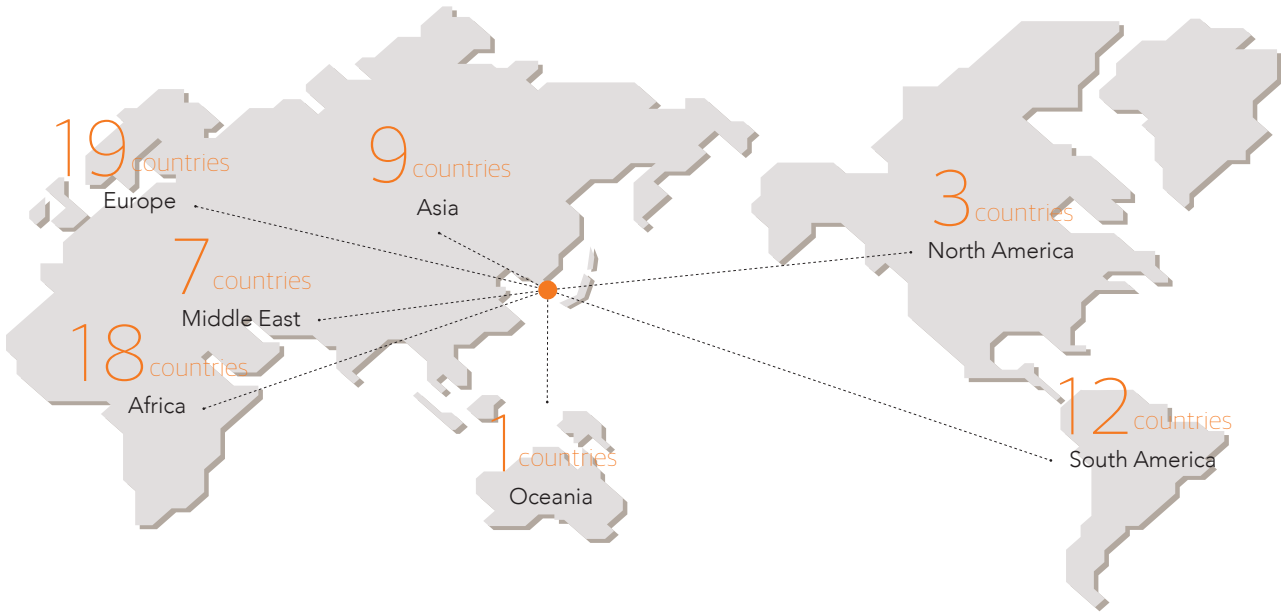 19 countries
Europe
9 countries
Asia
3 countries
North America
7 countries
Middle East
18 countries
Africa
1 countries
Oceania
12 countries
South America